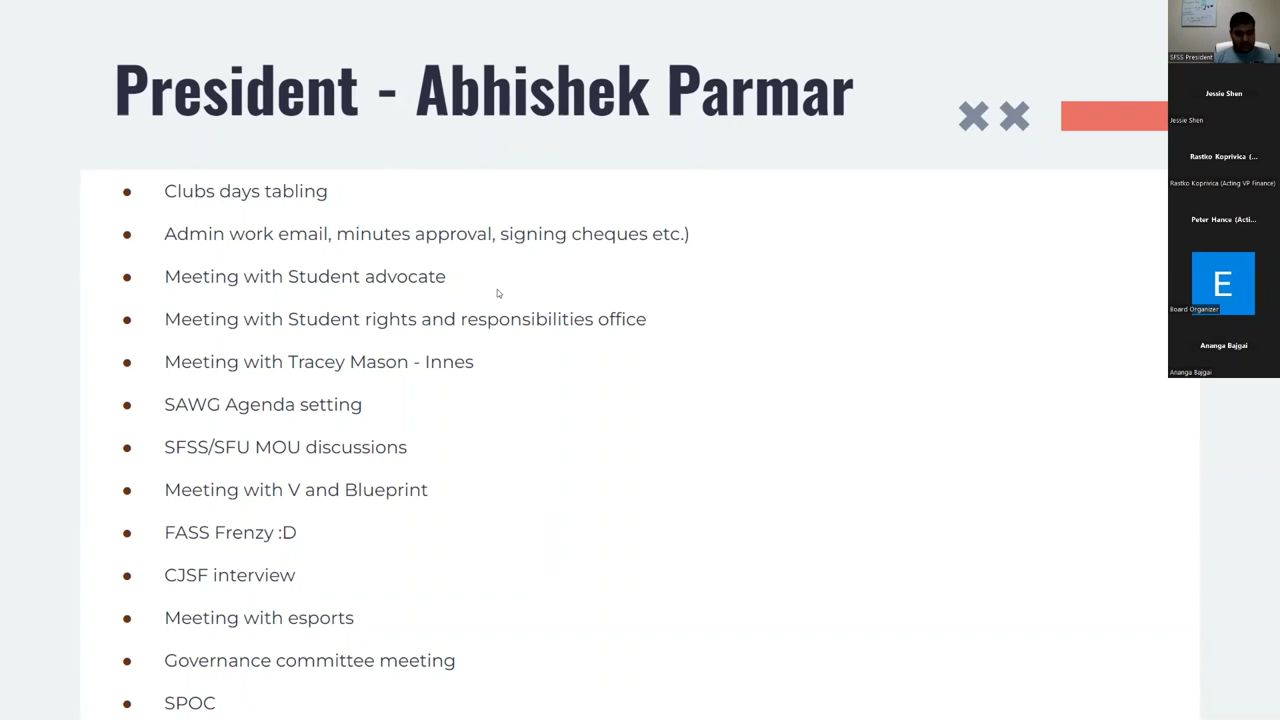 President - Abhishek Parmar
Clubs days tabling
Admin work email, minutes approval, signing cheques etc.)
Meeting with Student advocate
Meeting with Student rights and responsibilities office
Meeting with Tracey Mason - Innes
SAWG Agenda setting
SFSS/SFU MOU discussions
Meeting with V and Blueprint
FASS Frenzy :D
CJSF interview
Meeting with esports
Governance committee meeting
SPOC
SFSS President
Jessie Shen
Jessie Shen
Rastko Koprivica (...
Rastko Koprivica (Acting VP Finance)
Peter Hance (Acti...
E
Board Organizer
Ananga Bajgai
Ananga Bajgai